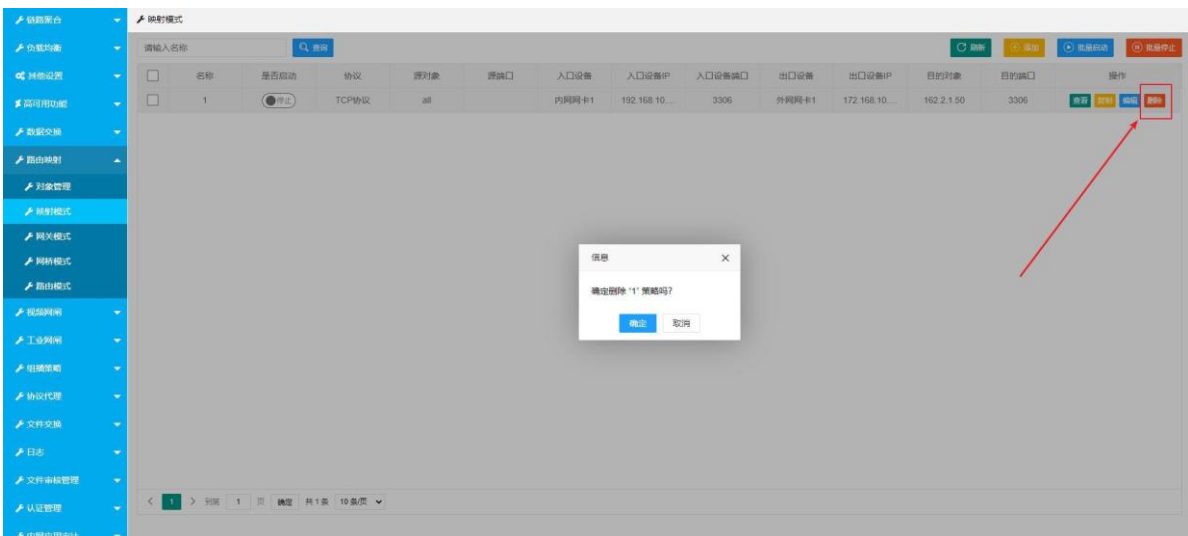 链路聚合
负载均衡
其他设置
高可用功能
数据交换
路由映射
对象管理
映射模式
网关模式
网桥模式
路由模式
视频网闸
工业网闸
组播策略
协议代理
文件交换
日志
文件审核管理
认证管理
映射模式
请输入名称 查询 刷新 添加 批量启动 批量停止
名称 是否启动 协议 源对象 源端口 入口设备 入口设备IP 入口设备端口 出口设备 出口设备IP 目的对象 目的端口 操作
1 停止 TCP协议 all 内网网卡1 192.168.10.... 3306 外网网卡1 172.168.10.... 162.2.1.50 3306 查看 编辑 删除
信息
确定删除 '1' 策略吗?
确定 取消
1 到第 1 页 确定 共 1 条 10 条/页